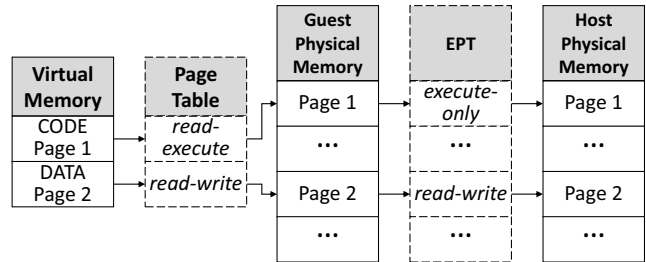 Virtual
Memory
CODE
Page 1
DATA
Page 2
Page
Table
read-
execute
read-write
Guest
Physical
Memory
Page 1
...
Page 2
...
EPT
execute-
only
...
read-write
...
Host
Physical
Memory
Page 1
...
Page 2
...